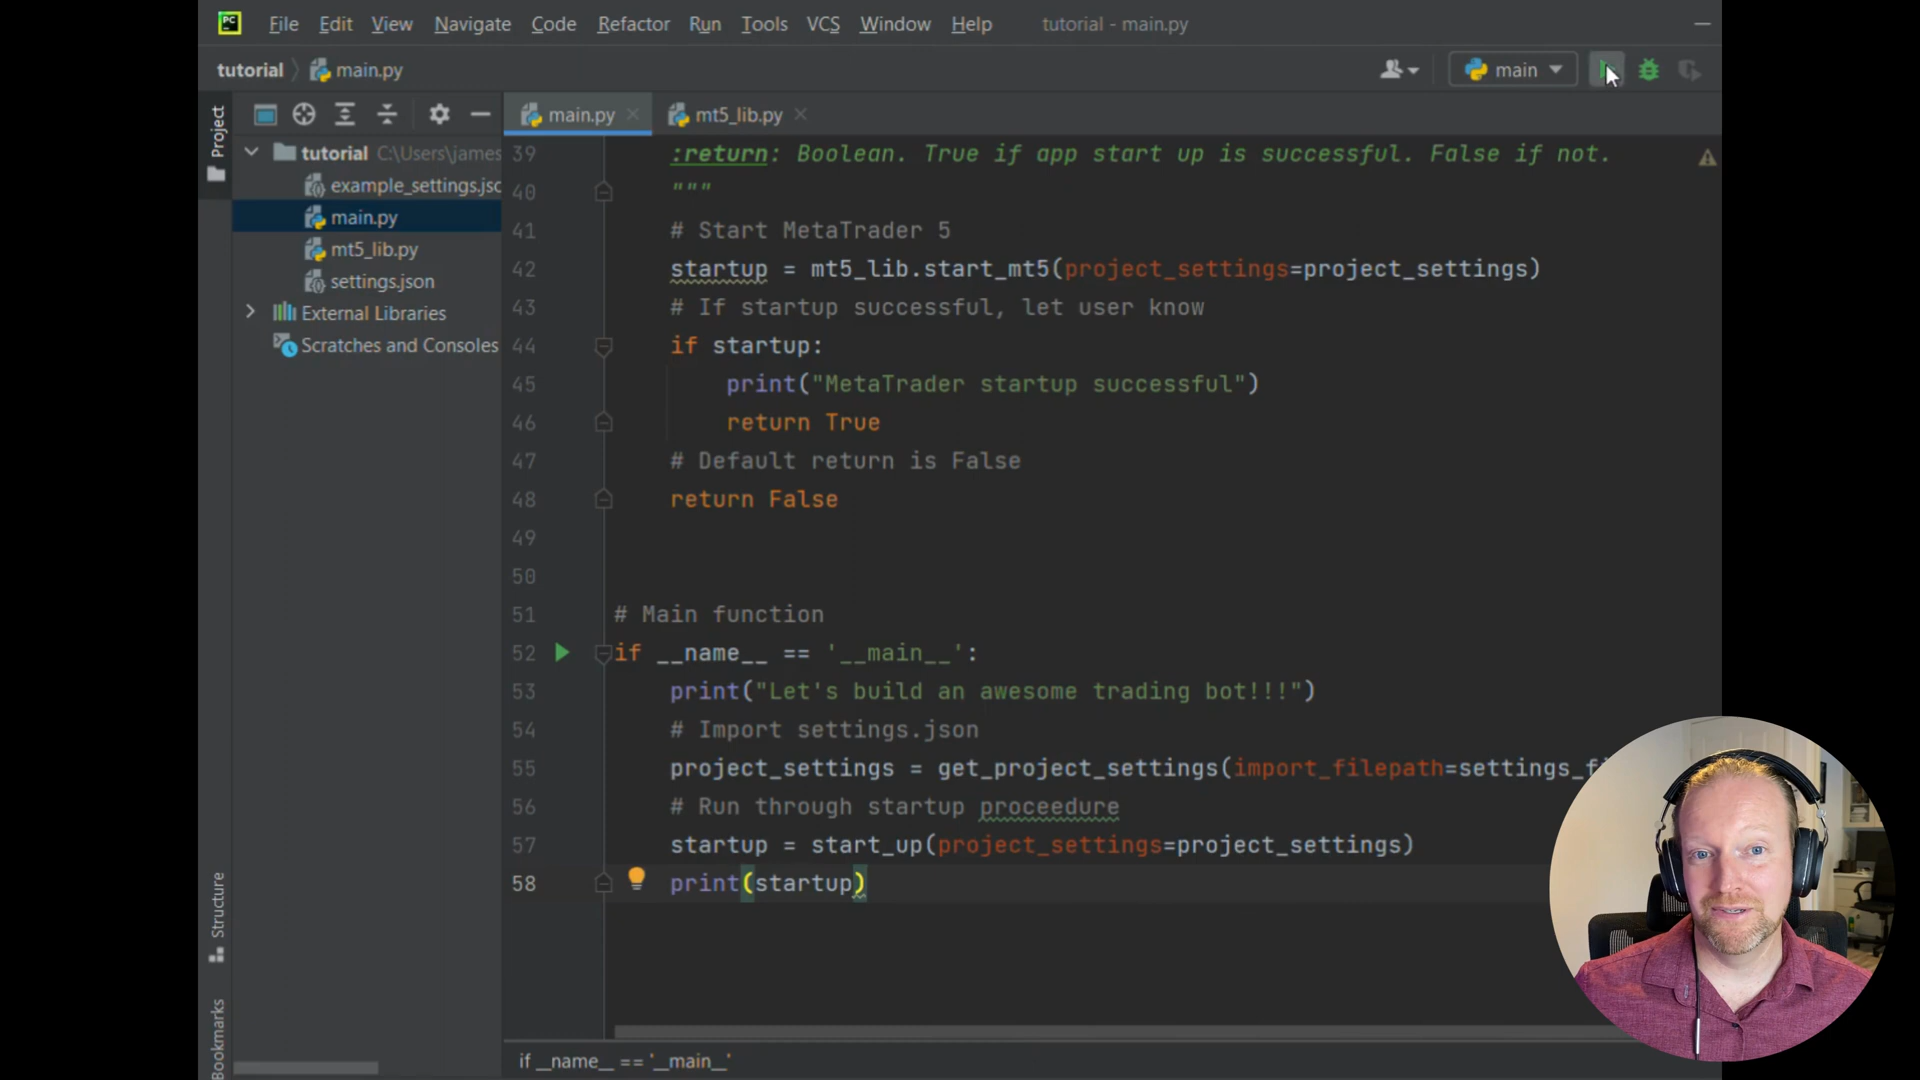 PC File Edit View Navigate Code Refactor Run Tools VCS Window Help tutorial - main.py
tutorial main.py main
Project
main.py mt5_lib.py
tutorial C:\Users\james
example_settings.jsc
main.py
mt5_lib.py
settings.json
External Libraries
Scratches and Consoles
39 :return: Boolean. True if app start up is successful. False if not.
40 """
41 # Start MetaTrader 5
42 startup = mt5_lib.start_mt5(project_settings=project_settings)
43 # If startup successful, let user know
44 if startup:
45 print("MetaTrader startup successful")
46 return True
47 # Default return is False
48 return False
49
50
51 # Main function
52 if __name__ == '__main__':
53 print("Let's build an awesome trading bot!!!")
54 # Import settings.json
55 project_settings = get_project_settings(import_filepath=settings_fi
56 # Run through startup proceedure
57 startup = start_up(project_settings=project_settings)
58 print(startup)
Structure
Bookmarks
if __name__ == '__main__'